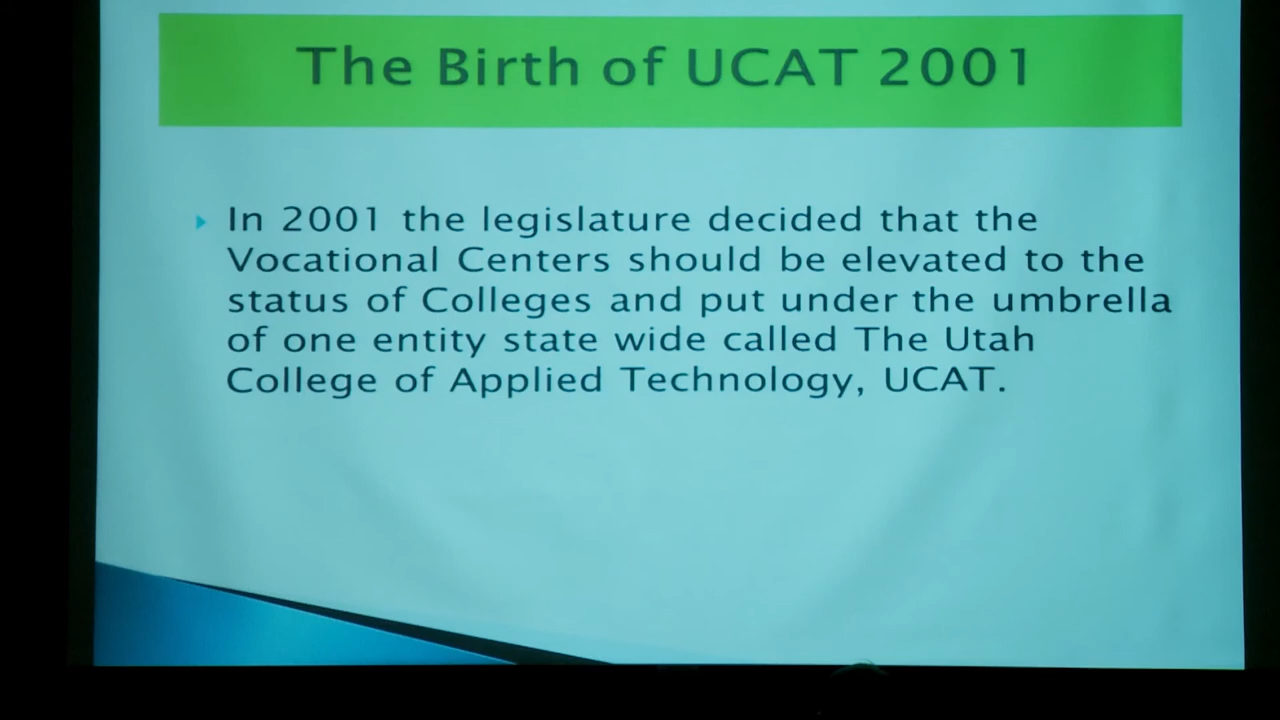 The Birth of UCAT 2001
In 2001 the legislature decided that the
Vocational Centers should be elevated to the
status of Colleges and put under the umbrella
of one entity state wide called The Utah
College of Applied Technology, UCAT.